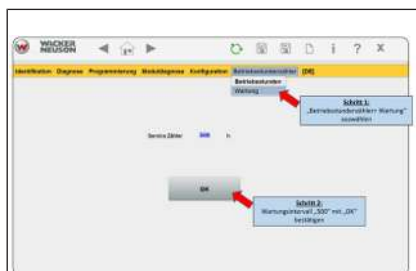 WACKER
NEUSON
? X
Identifikation Diagnose Programmierung Moduldiagnose Konfiguration Betriebsstundenzähler [DE]
Betriebsstunden
Wartung
Schritt 1:
„Betriebsstundenzähler> Wartung"
auswählen
Service Zähler 500 h
OK
Schritt 2:
Wartungsintervall „500" mit „OK"
bestätigen